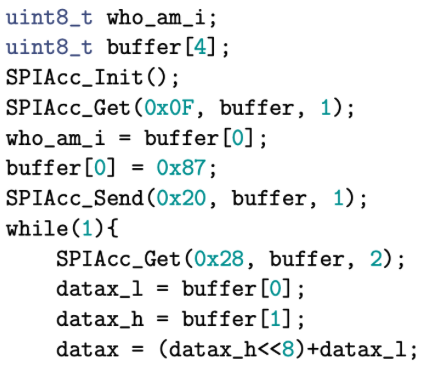 uint8_t who_am_i;
uint8_t buffer[4];
SPIAcc_Init();
SPIAcc_Get(0x0F, buffer, 1);
who_am_i = buffer[0];
buffer[0] = 0x87;
SPIAcc_Send(0x20, buffer, 1);
while(1){
    SPIAcc_Get(0x28, buffer, 2);
    datax_l = buffer[0];
    datax_h = buffer[1];
    datax = (datax_h<<8)+datax_l;